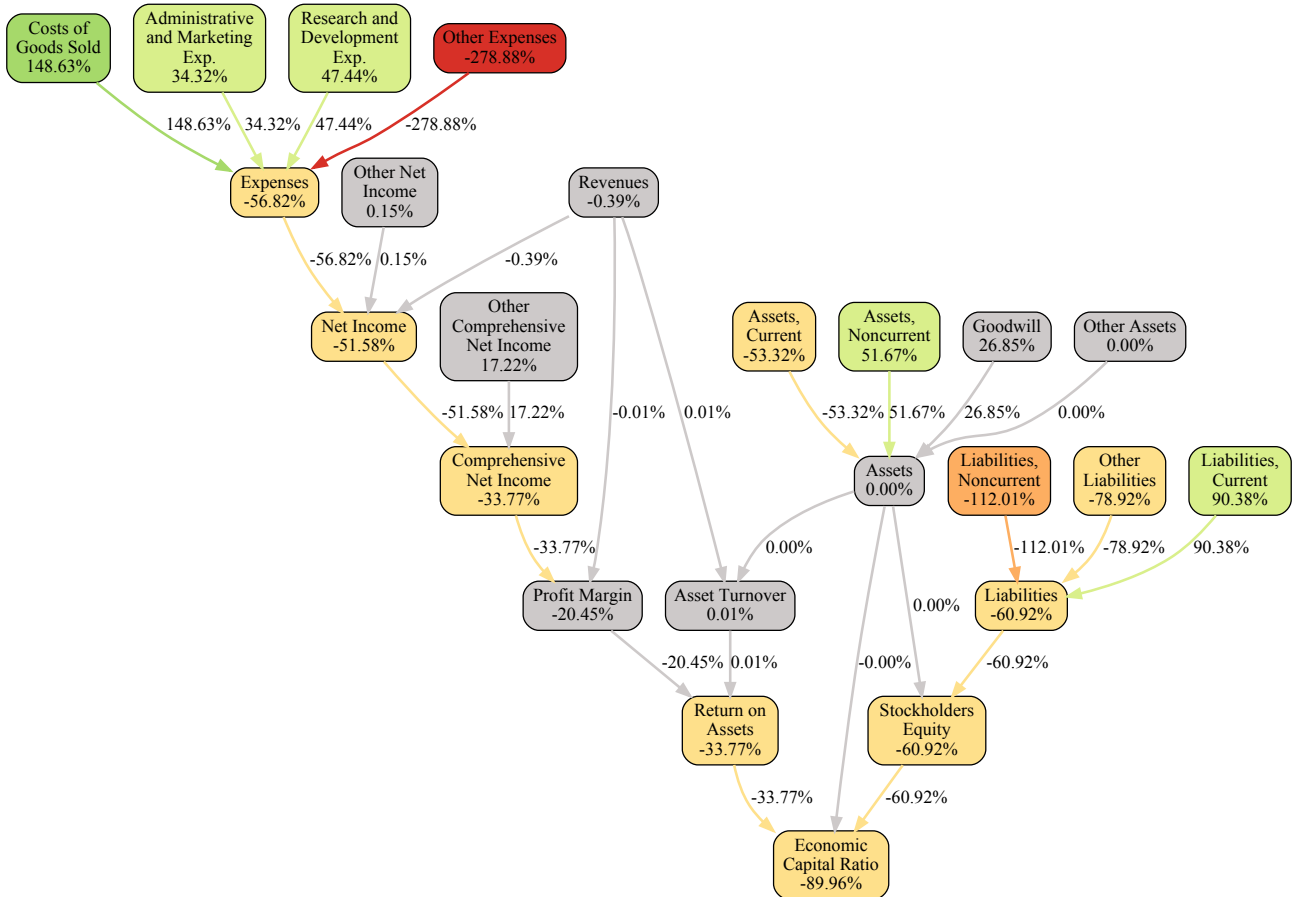 Costs of
Goods Sold
148.63%
Administrative
and Marketing
Exp.
34.32%
Research and
Development
Exp.
47.44%
Other Expenses
-278.88%
148.63%
34.32%
47.44%
-278.88%
Expenses
-56.82%
Other Net
Income
0.15%
Revenues
-0.39%
-56.82%
0.15%
-0.39%
Net Income
-51.58%
Other
Comprehensive
Net Income
17.22%
Assets,
Current
-53.32%
Assets,
Noncurrent
51.67%
Goodwill
26.85%
Other Assets
0.00%
-51.58%
17.22%
-0.01%
0.01%
-53.32%
51.67%
26.85%
0.00%
Comprehensive
Net Income
-33.77%
Assets
0.00%
Liabilities,
Noncurrent
-112.01%
Other
Liabilities
-78.92%
Liabilities,
Current
90.38%
-33.77%
0.00%
-112.01%
-78.92%
90.38%
Profit Margin
-20.45%
Asset Turnover
0.01%
0.00%
Liabilities
-60.92%
-20.45%
0.01%
-0.00%
-60.92%
Return on
Assets
-33.77%
Stockholders
Equity
-60.92%
-33.77%
-60.92%
Economic
Capital Ratio
-89.96%